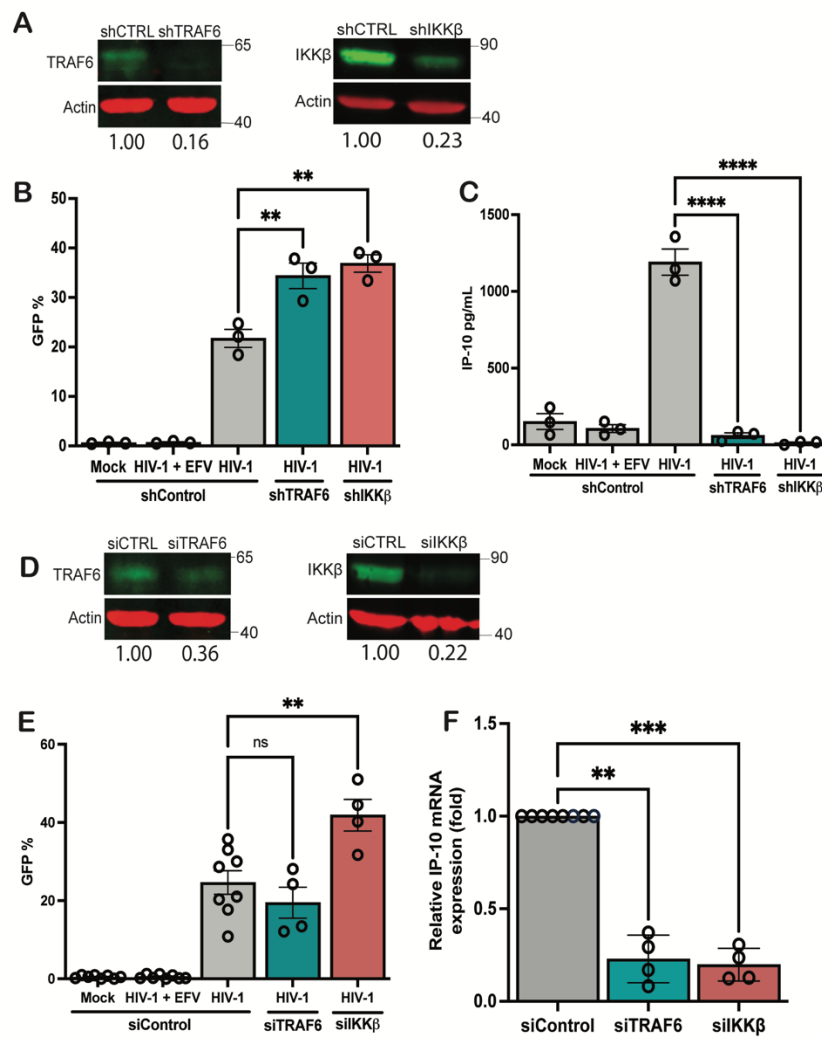 A
shCTRL shTRAF6
TRAF6
65
Actin
40
1.00 0.16
shCTRL shIKKβ
IKKβ
90
Actin
50
1.00 0.23
B
GFP %
50
40
30
20
10
0
**
**
Mock HIV-1 + EFV HIV-1 HIV-1 HIV-1
shControl shTRAF6 shIKKβ
C
IP-10 pg/mL
1500
1000
500
0
****
****
Mock HIV-1 + EFV HIV-1 HIV-1 HIV-1
shControl shTRAF6 shIKKβ
D
siCTRL siTRAF6
TRAF6
65
Actin
40
1.00 0.36
siCTRL siIKKβ
IKKβ
90
Actin
50
1.00 0.22
E
GFP %
60
40
20
0
**
ns
Mock HIV-1 + EFV HIV-1 HIV-1 HIV-1
siControl siTRAF6 siIKKβ
F
Relative IP-10 mRNA
expression (fold)
1.5
1.0
0.5
0.0
***
**
siControl siTRAF6 siIKKβ